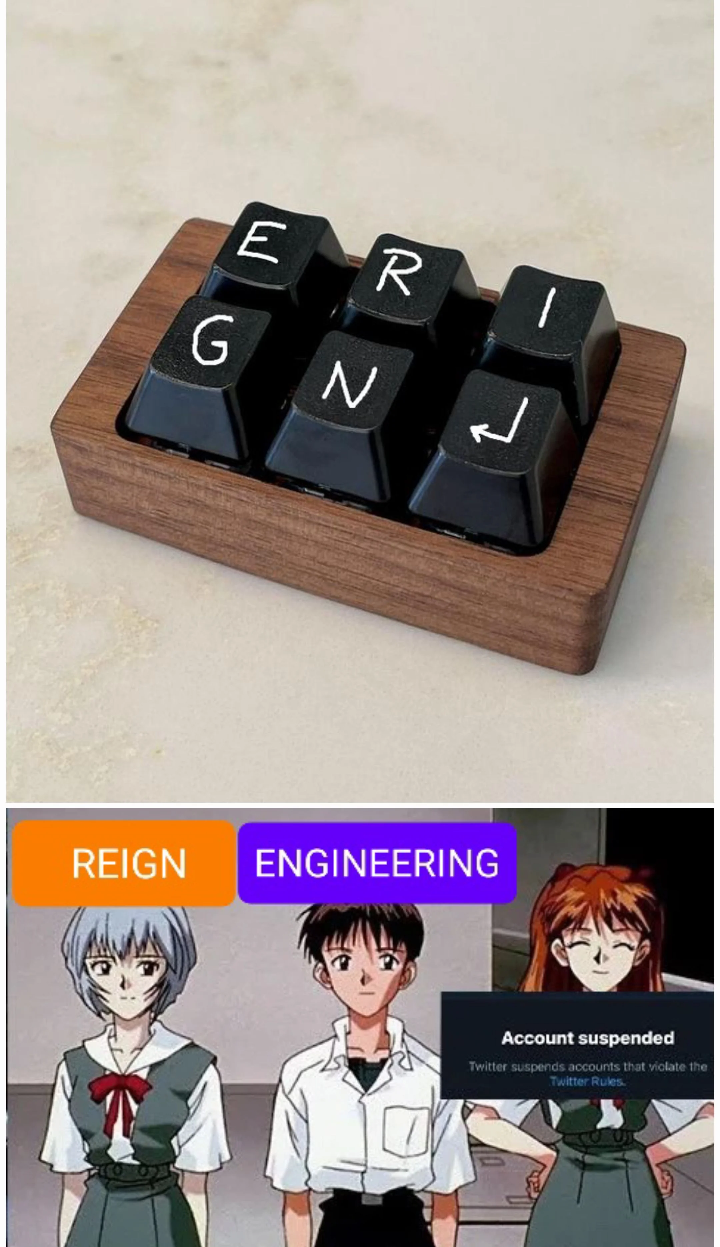 E R I
G N ↵
REIGN ENGINEERING
Account suspended
Twitter suspends accounts that violate the
Twitter Rules.